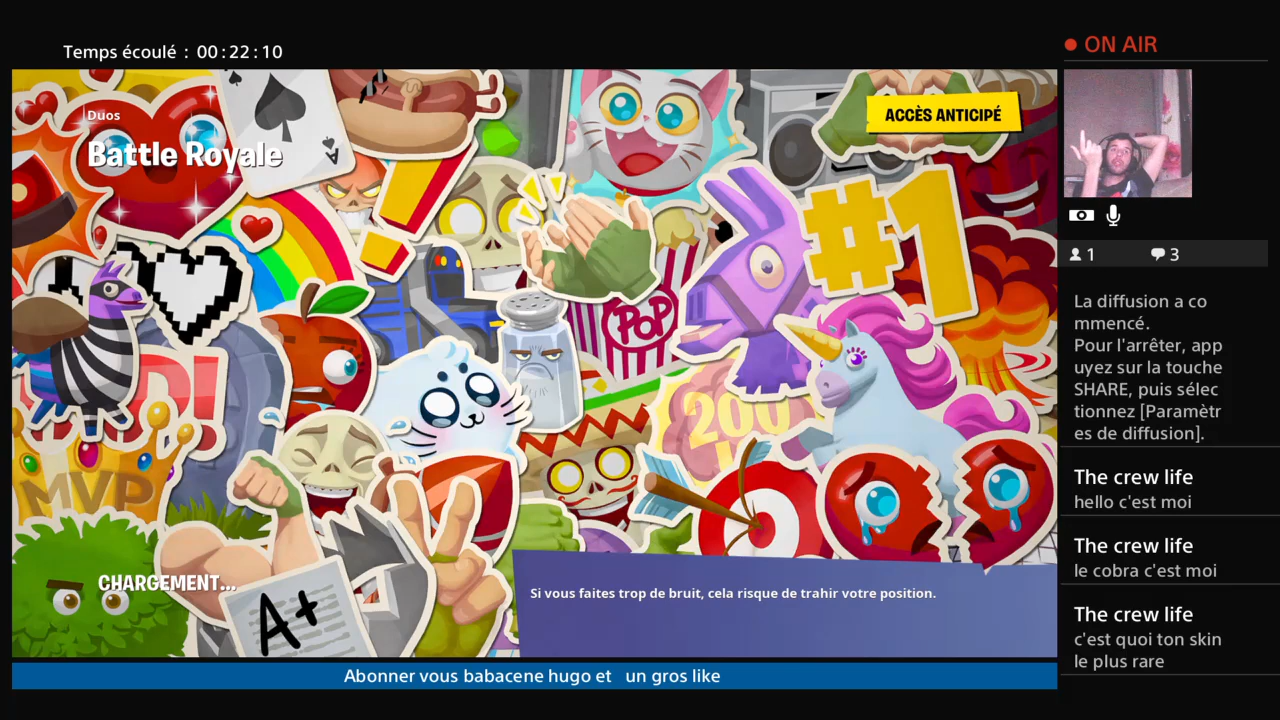 Temps écoulé : 00:22:10
ON AIR
Duos
Battle Royale
ACCÈS ANTICIPÉ
A
#1
POP
200
MVP
A+
CHARGEMENT...
Si vous faites trop de bruit, cela risque de trahir votre position.
Abonner vous babacene hugo et un gros like
1
3
La diffusion a co
mmencé.
Pour l'arrêter, app
uyez sur la touche
SHARE, puis sélec
tionnez [Paramètr
es de diffusion].
The crew life
hello c'est moi
The crew life
le cobra c'est moi
The crew life
c'est quoi ton skin
le plus rare